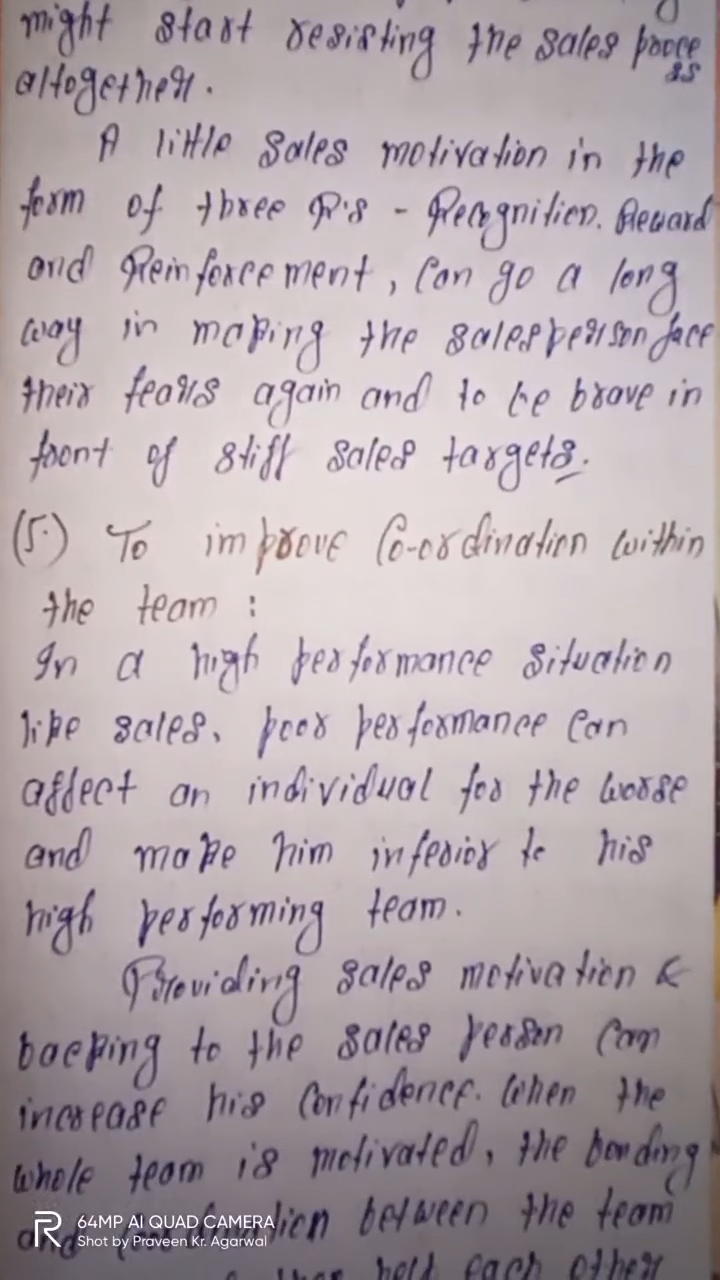 might start resisting the sales proce
ss
altogether.
A little sales motivation in the
form of three R's - Recognition. Reward
and Reinforcement, can go a long
way in making the salesperson face
their fears again and to be brave in
front of stiff sales targets.
(5.) To improve Co-ordination within
the team :
In a high performance situation
like sales, poor performance can
affect an individual for the worse
and make him inferior to his
high performing team.
Providing sales motivation &
backing to the sales person can
increase his confidence. When the
whole team is motivated, the bonding
and between the team
64MP AI QUAD CAMERA
Shot by Praveen Kr. Agarwal
each other